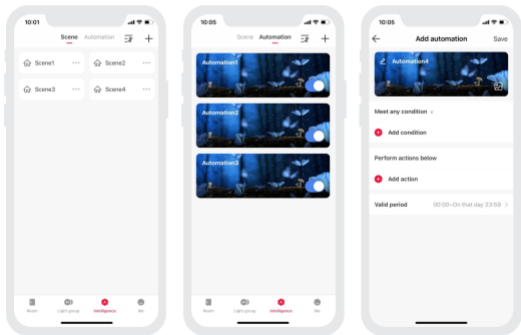 10:01
Scene Automation
Scene1 ...
Scene2 ...
Scene3 ...
Scene4 ...
Room Light group Intelligence Me
10:05
Scene Automation
Automation1
Automation2
Automation3
Room Light group Intelligence Me
10:05
Add automation Save
Automation4
Meet any condition
Add condition
Perform actions below
Add action
Valid period 00:00~On that day 23:59